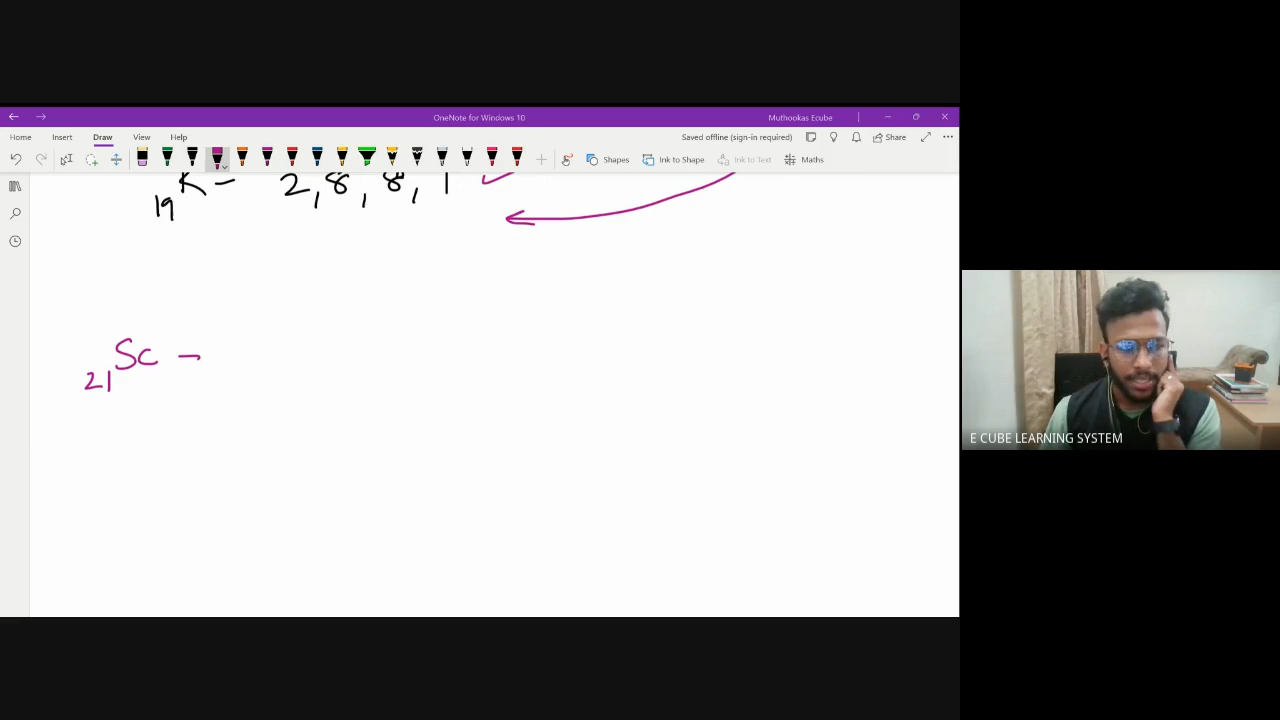 OneNote for Windows 10
Muthookas Ecube
Home Insert Draw View Help
Saved offline (sign-in required)
Share
Shapes
Ink to Shape
Ink to Text
Maths
19K - 2, 8, 8, 1
21Sc -
E CUBE LEARNING SYSTEM